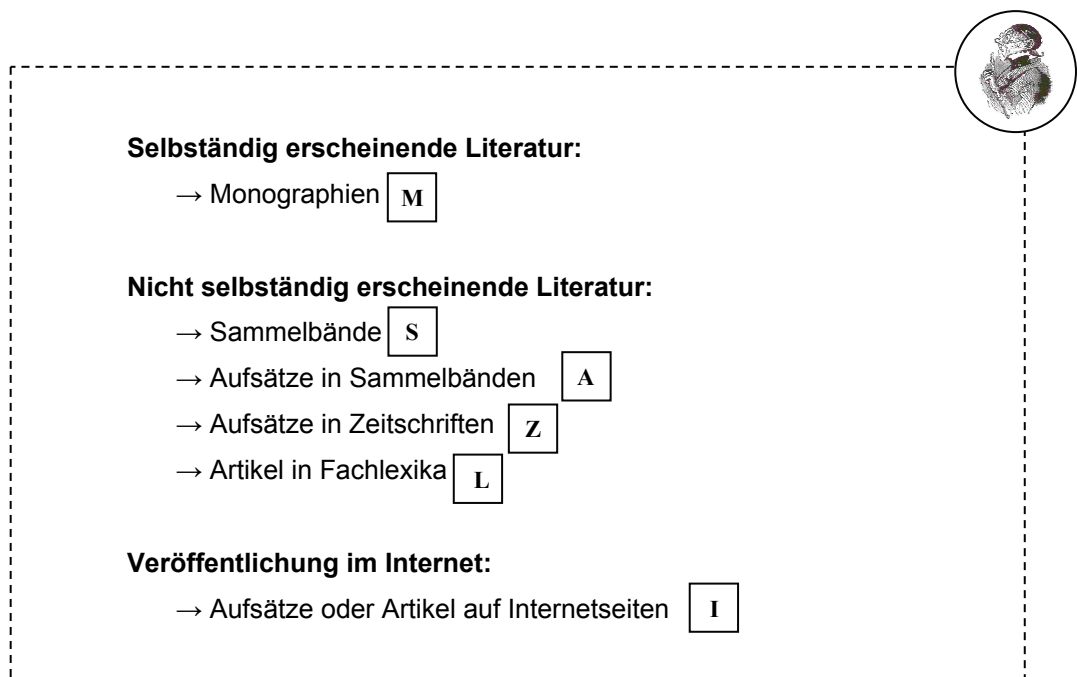 Selbständig erscheinende Literatur:
→ Monographien M
Nicht selbständig erscheinende Literatur:
→ Sammelbände S
→ Aufsätze in Sammelbänden A
→ Aufsätze in Zeitschriften Z
→ Artikel in Fachlexika L
Veröffentlichung im Internet:
→ Aufsätze oder Artikel auf Internetseiten I